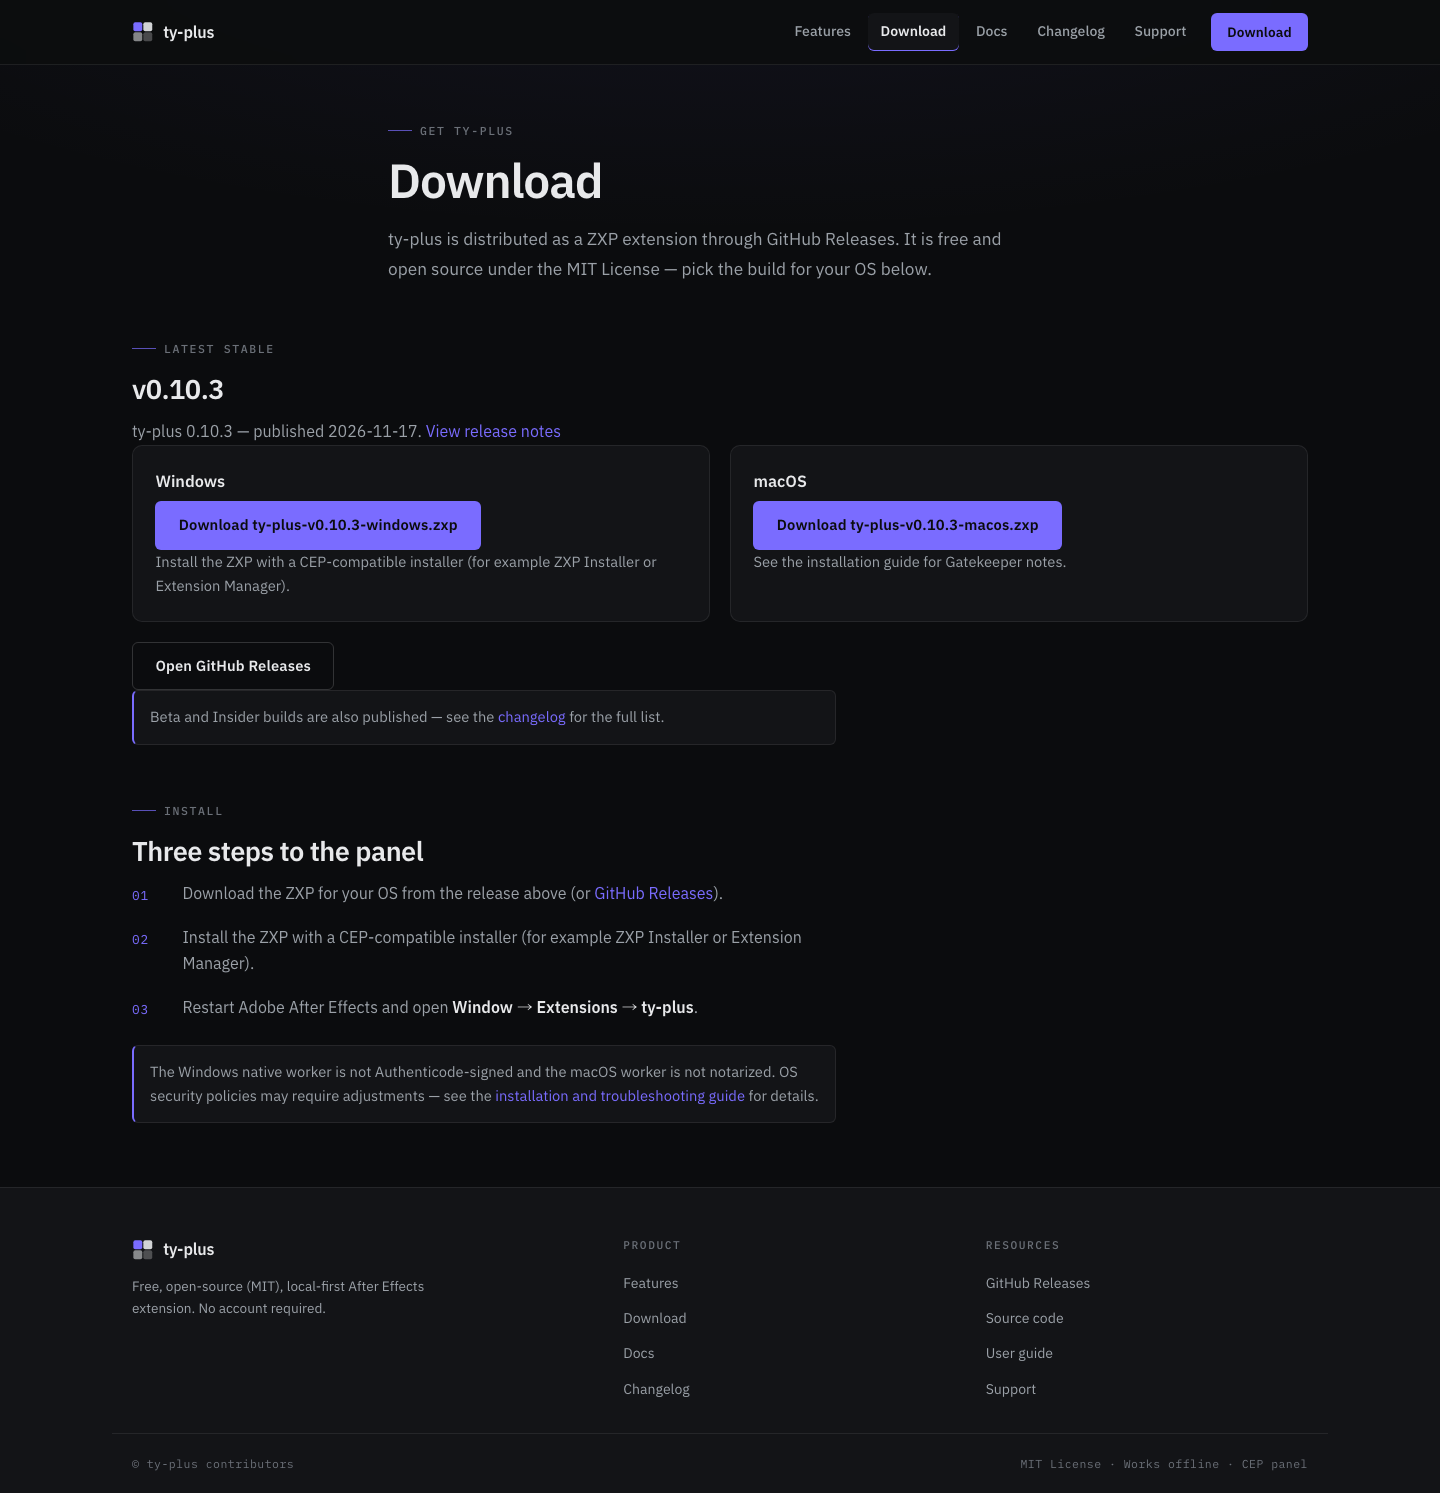 ty-plus
Features
Download
Docs
Changelog
Support
Download
GET TY-PLUS
Download
ty-plus is distributed as a ZXP extension through GitHub Releases. It is free and
open source under the MIT License — pick the build for your OS below.
LATEST STABLE
v0.10.3
ty-plus 0.10.3 — published 2026-11-17. View release notes
Windows
Download ty-plus-v0.10.3-windows.zxp
Install the ZXP with a CEP-compatible installer (for example ZXP Installer or
Extension Manager).
macOS
Download ty-plus-v0.10.3-macos.zxp
See the installation guide for Gatekeeper notes.
Open GitHub Releases
Beta and Insider builds are also published — see the changelog for the full list.
INSTALL
Three steps to the panel
01 Download the ZXP for your OS from the release above (or GitHub Releases).
02 Install the ZXP with a CEP-compatible installer (for example ZXP Installer or Extension
Manager).
03 Restart Adobe After Effects and open Window → Extensions → ty-plus.
The Windows native worker is not Authenticode-signed and the macOS worker is not notarized. OS
security policies may require adjustments — see the installation and troubleshooting guide for details.
ty-plus
Free, open-source (MIT), local-first After Effects
extension. No account required.
PRODUCT
Features
Download
Docs
Changelog
RESOURCES
GitHub Releases
Source code
User guide
Support
© ty-plus contributors
MIT License · Works offline · CEP panel